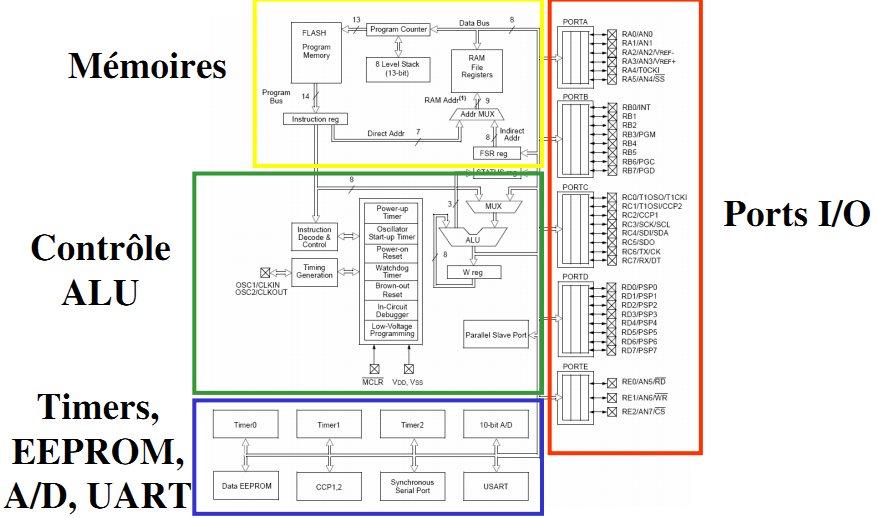 Mémoires
Contrôle
ALU
Timers,
EEPROM,
A/D, UART
Ports I/O
FLASH
Program
Memory
13
Program Counter
Data Bus
8
8 Level Stack
(13-bit)
RAM
File
Registers
Program
Bus
14
RAM Addr(1)
9
Addr MUX
Instruction reg
Direct Addr
7
8
Indirect
Addr
FSR reg
STATUS reg
8
3
MUX
ALU
8
W reg
Instruction
Decode &
Control
Timing
Generation
OSC1/CLKIN
OSC2/CLKOUT
Power-up
Timer
Oscillator
Start-up Timer
Power-on
Reset
Watchdog
Timer
Brown-out
Reset
In-Circuit
Debugger
Low-Voltage
Programming
MCLR
VDD, VSS
Parallel Slave Port
Timer0
Timer1
Timer2
10-bit A/D
Data EEPROM
CCP1,2
Synchronous
Serial Port
USART
PORTA
RA0/AN0
RA1/AN1
RA2/AN2/VREF-
RA3/AN3/VREF+
RA4/T0CKI
RA5/AN4/SS
PORTB
RB0/INT
RB1
RB2
RB3/PGM
RB4
RB5
RB6/PGC
RB7/PGD
PORTC
RC0/T1OSO/T1CKI
RC1/T1OSI/CCP2
RC2/CCP1
RC3/SCK/SCL
RC4/SDI/SDA
RC5/SDO
RC6/TX/CK
RC7/RX/DT
PORTD
RD0/PSP0
RD1/PSP1
RD2/PSP2
RD3/PSP3
RD4/PSP4
RD5/PSP5
RD6/PSP6
RD7/PSP7
PORTE
RE0/AN5/RD
RE1/AN6/WR
RE2/AN7/CS